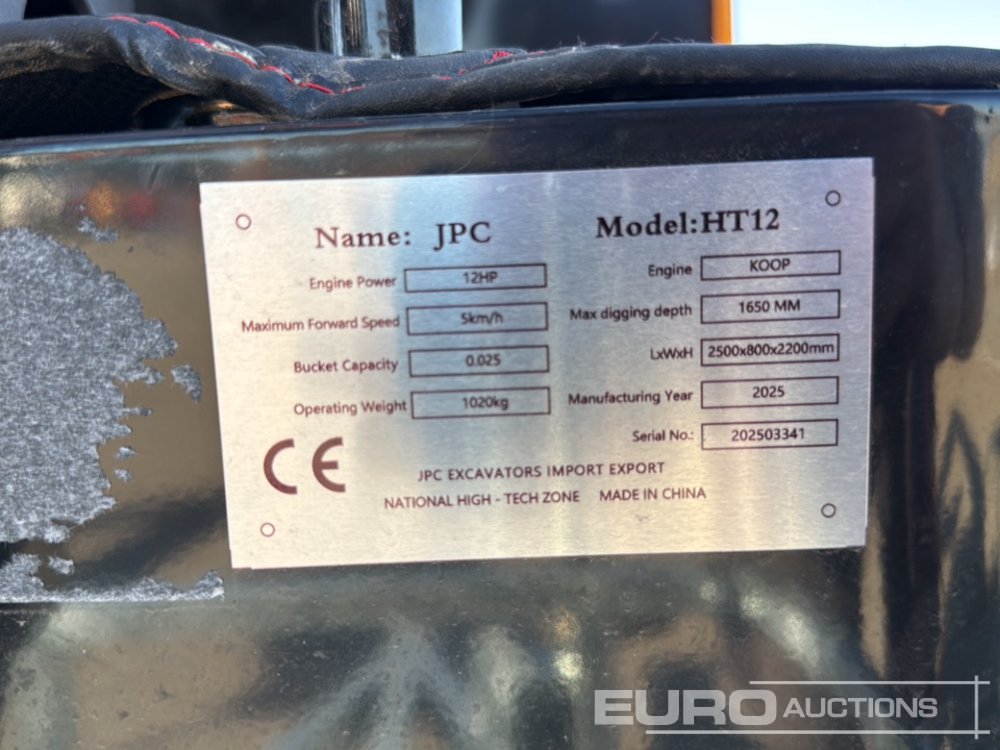 Name: JPC Model:HT12
Engine Power 12HP Engine KOOP
Maximum Forward Speed 5km/h Max digging depth 1650 MM
Bucket Capacity 0.025 LxWxH 2500x800x2200mm
Operating Weight 1020kg Manufacturing Year 2025
Serial No.: 202503341
CE
JPC EXCAVATORS IMPORT EXPORT
NATIONAL HIGH - TECH ZONE MADE IN CHINA
EURO AUCTIONS